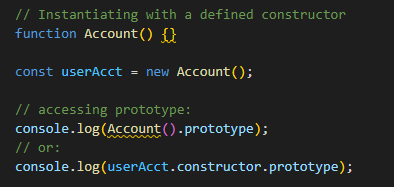 // Instantiating with a defined constructor
function Account() {}
const userAcct = new Account();
// accessing prototype:
console.log(Account().prototype);
// or:
console.log(userAcct.constructor.prototype);